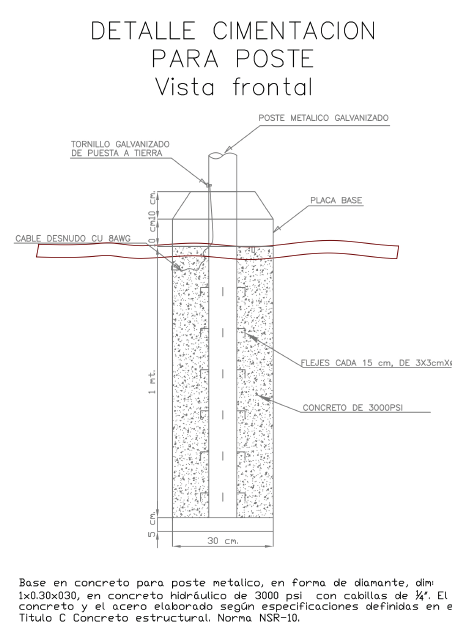 DETALLE CIMENTACION
PARA POSTE
Vista frontal
POSTE METALICO GALVANIZADO
TORNILLO GALVANIZADO
DE PUESTA A TIERRA
10 cm.
PLACA BASE
10 cm.
CABLE DESNUDO CU 8AWG
FLEJES CADA 15 cm, DE 3X3cmX
1 mt.
CONCRETO DE 3000PSI
5 cm.
30 cm.
Base en concreto para poste metalico, en forma de diamante, dim
1x0.30x030, en concreto hidráulico de 3000 psi con cabillas de ¼". El
concreto y el acero elaborado según especificaciones definidas en e
Titulo C Concreto estructural. Norma NSR-10.